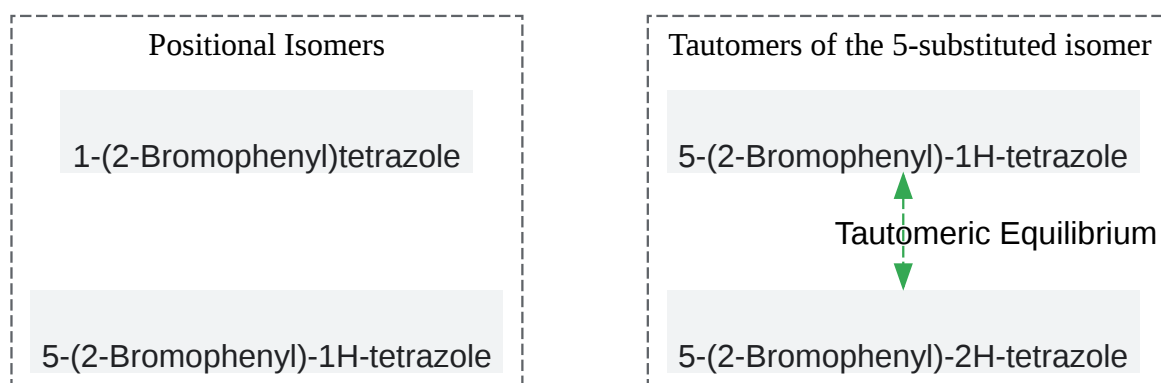 Positional Isomers
1-(2-Bromophenyl)tetrazole
5-(2-Bromophenyl)-1H-tetrazole
Tautomers of the 5-substituted isomer
5-(2-Bromophenyl)-1H-tetrazole
Tautomeric Equilibrium
5-(2-Bromophenyl)-2H-tetrazole